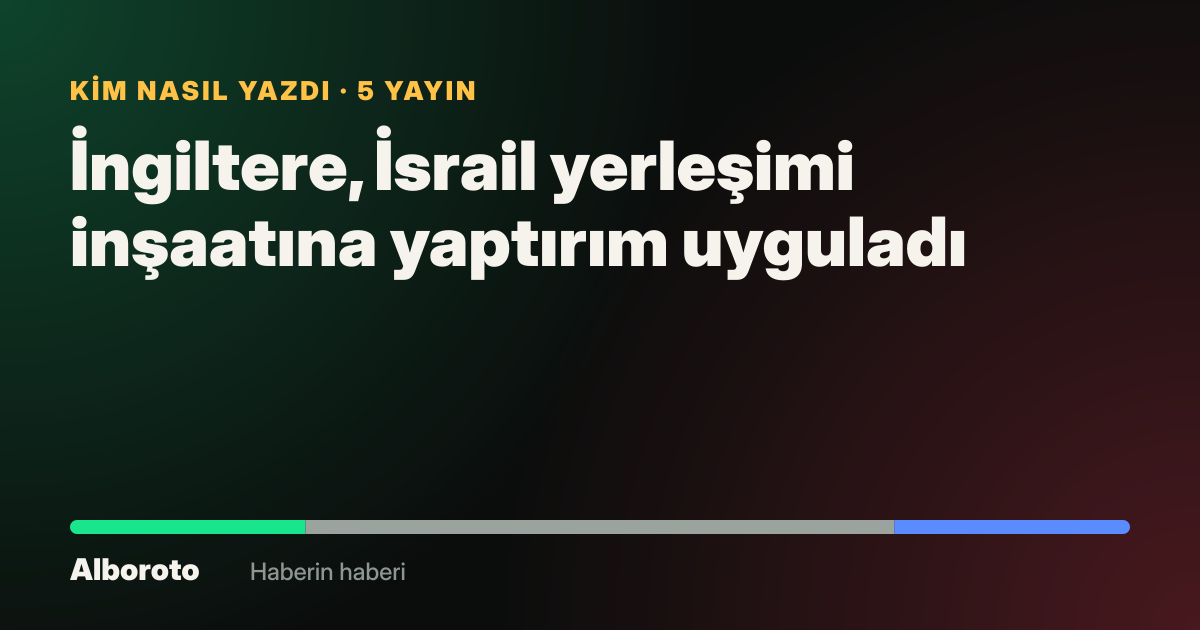 KİM NASIL YAZDI · 5 YAYIN
İngiltere, İsrail yerleşimi
inşaatına yaptırım uyguladı
Alboroto
Haberin haberi